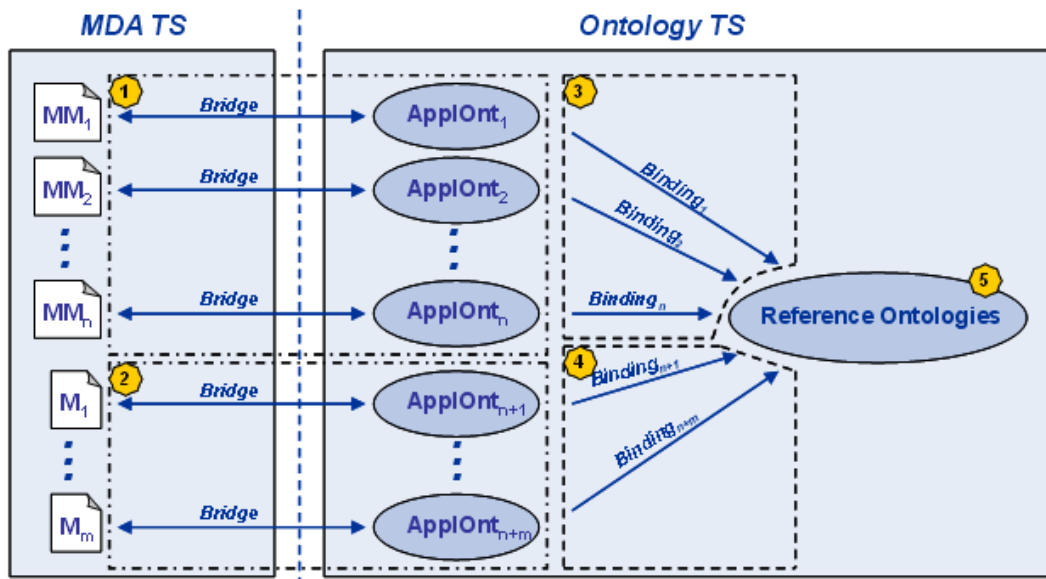 MDA TS
Ontology TS
1
3
MM₁
Bridge
ApplOnt₁
Binding₁
MM₂
Bridge
ApplOnt₂
Binding₂
5
MMₙ
Bridge
ApplOntₙ
Bindingₙ
Reference Ontologies
2
4
M₁
Bridge
ApplOntₙ₊₁
Bindingₙ₊₁
Bindingₙ₊ₘ
Mₘ
Bridge
ApplOntₙ₊ₘ